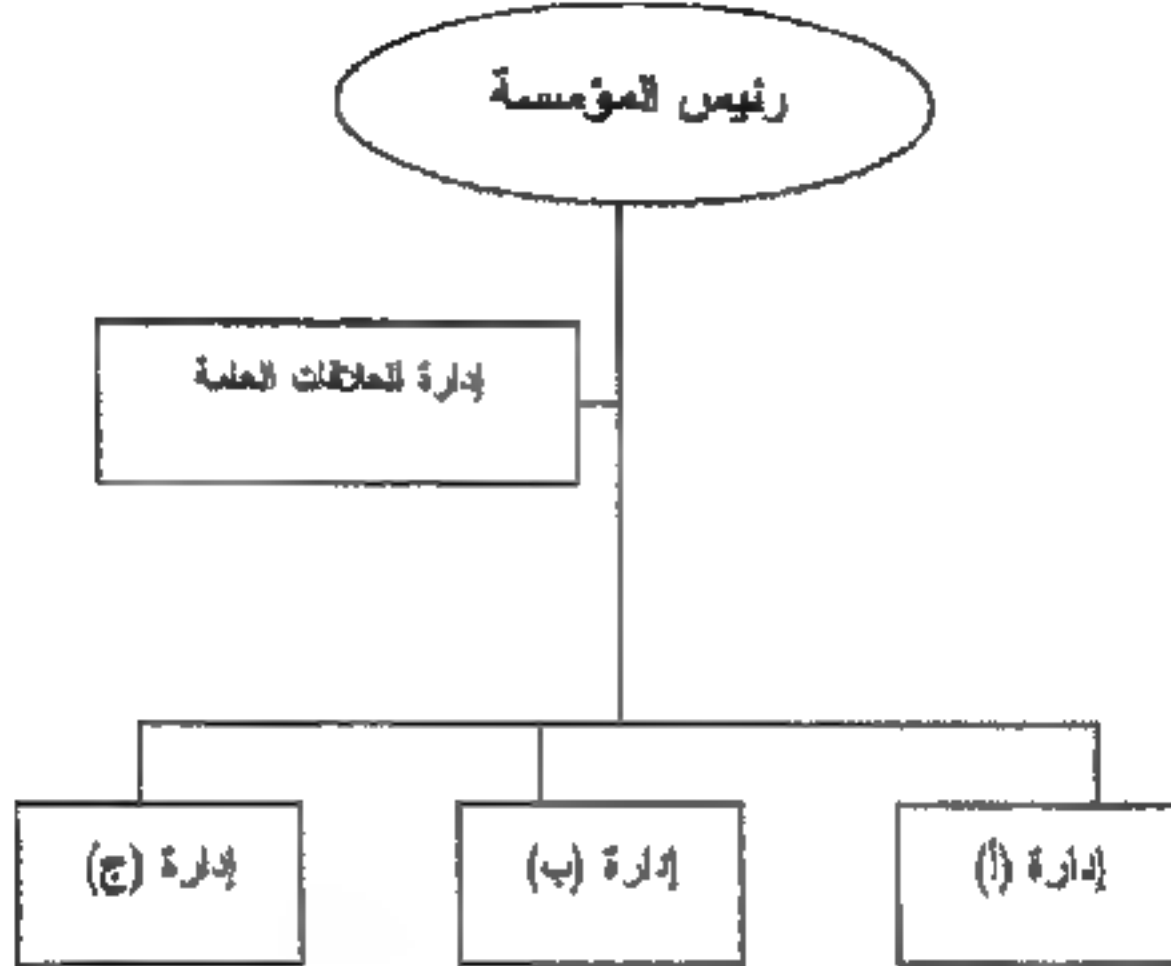 رئيس المؤسسة
إدارة العلاقات العامة
إدارة (أ)
إدارة (ب)
إدارة (ج)